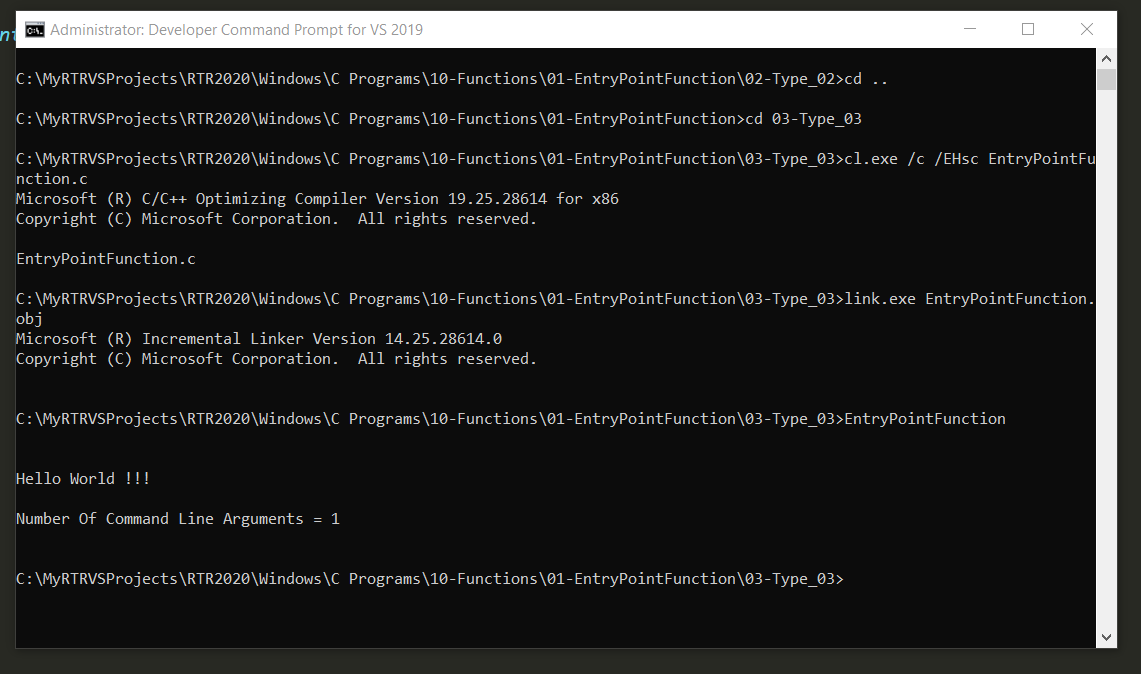 nt
Administrator: Developer Command Prompt for VS 2019
C:\MyRTRVSProjects\RTR2020\Windows\C Programs\10-Functions\01-EntryPointFunction\02-Type_02>cd ..
C:\MyRTRVSProjects\RTR2020\Windows\C Programs\10-Functions\01-EntryPointFunction>cd 03-Type_03
C:\MyRTRVSProjects\RTR2020\Windows\C Programs\10-Functions\01-EntryPointFunction\03-Type_03>cl.exe /c /EHsc EntryPointFu
nction.c
Microsoft (R) C/C++ Optimizing Compiler Version 19.25.28614 for x86
Copyright (C) Microsoft Corporation.  All rights reserved.
EntryPointFunction.c
C:\MyRTRVSProjects\RTR2020\Windows\C Programs\10-Functions\01-EntryPointFunction\03-Type_03>link.exe EntryPointFunction.
obj
Microsoft (R) Incremental Linker Version 14.25.28614.0
Copyright (C) Microsoft Corporation.  All rights reserved.
C:\MyRTRVSProjects\RTR2020\Windows\C Programs\10-Functions\01-EntryPointFunction\03-Type_03>EntryPointFunction
Hello World !!!
Number Of Command Line Arguments = 1
C:\MyRTRVSProjects\RTR2020\Windows\C Programs\10-Functions\01-EntryPointFunction\03-Type_03>